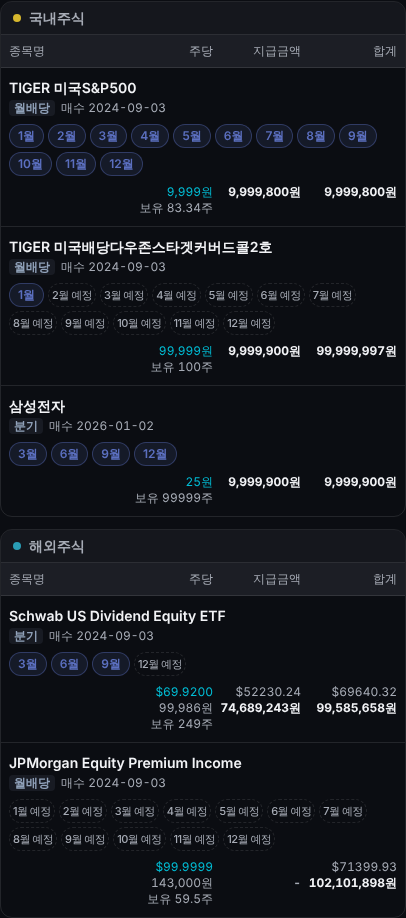 국내주식
종목명 주당 지급금액 합계
TIGER 미국S&P500
월배당 매수 2024-09-03
1월 2월 3월 4월 5월 6월 7월 8월 9월
10월 11월 12월
9,999원 9,999,800원 9,999,800원
보유 83.34주
TIGER 미국배당다우존스타겟커버드콜2호
월배당 매수 2024-09-03
1월 2월 예정 3월 예정 4월 예정 5월 예정 6월 예정 7월 예정
8월 예정 9월 예정 10월 예정 11월 예정 12월 예정
99,999원 9,999,900원 99,999,997원
보유 100주
삼성전자
분기 매수 2026-01-02
3월 6월 9월 12월
25원 9,999,900원 9,999,900원
보유 99999주
해외주식
종목명 주당 지급금액 합계
Schwab US Dividend Equity ETF
분기 매수 2024-09-03
3월 6월 9월 12월 예정
$69.9200 $52230.24 $69640.32
99,986원 74,689,243원 99,585,658원
보유 249주
JPMorgan Equity Premium Income
월배당 매수 2024-09-03
1월 예정 2월 예정 3월 예정 4월 예정 5월 예정 6월 예정 7월 예정
8월 예정 9월 예정 10월 예정 11월 예정 12월 예정
$99.9999 $71399.93
143,000원 - 102,101,898원
보유 59.5주